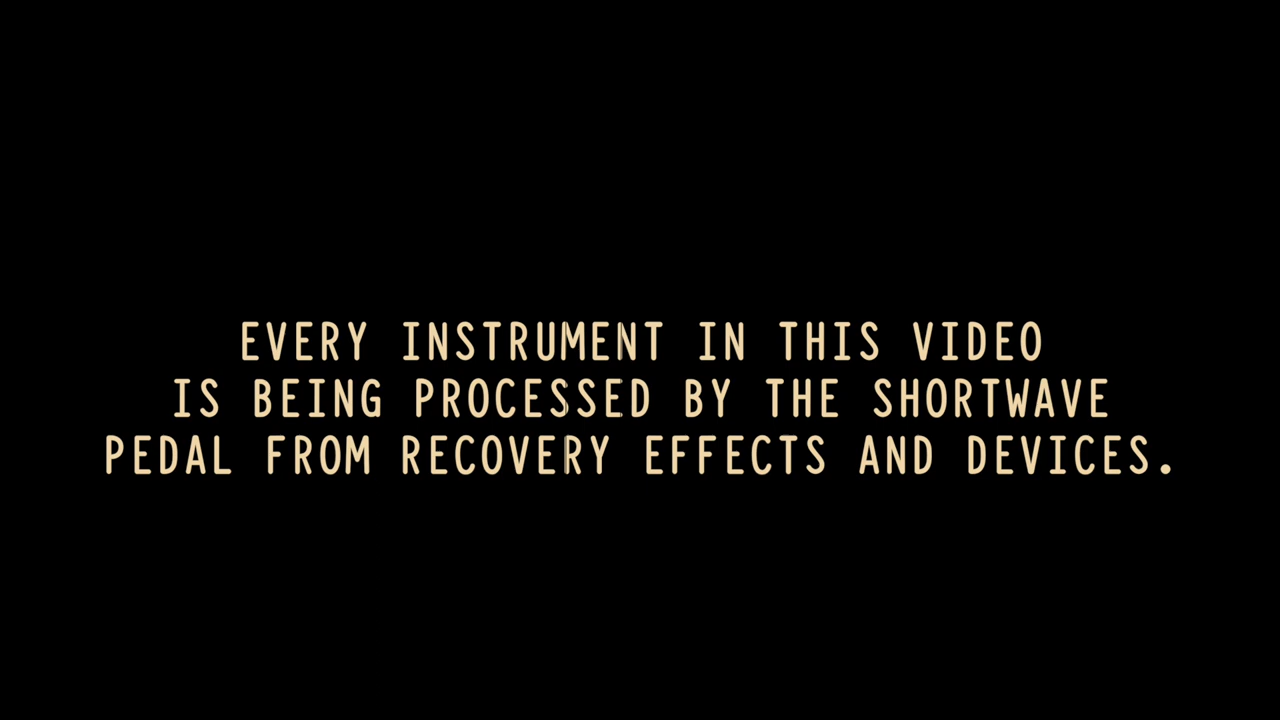 EVERY INSTRUMENT IN THIS VIDEO
IS BEING PROCESSED BY THE SHORTWAVE
PEDAL FROM RECOVERY EFFECTS AND DEVICES.